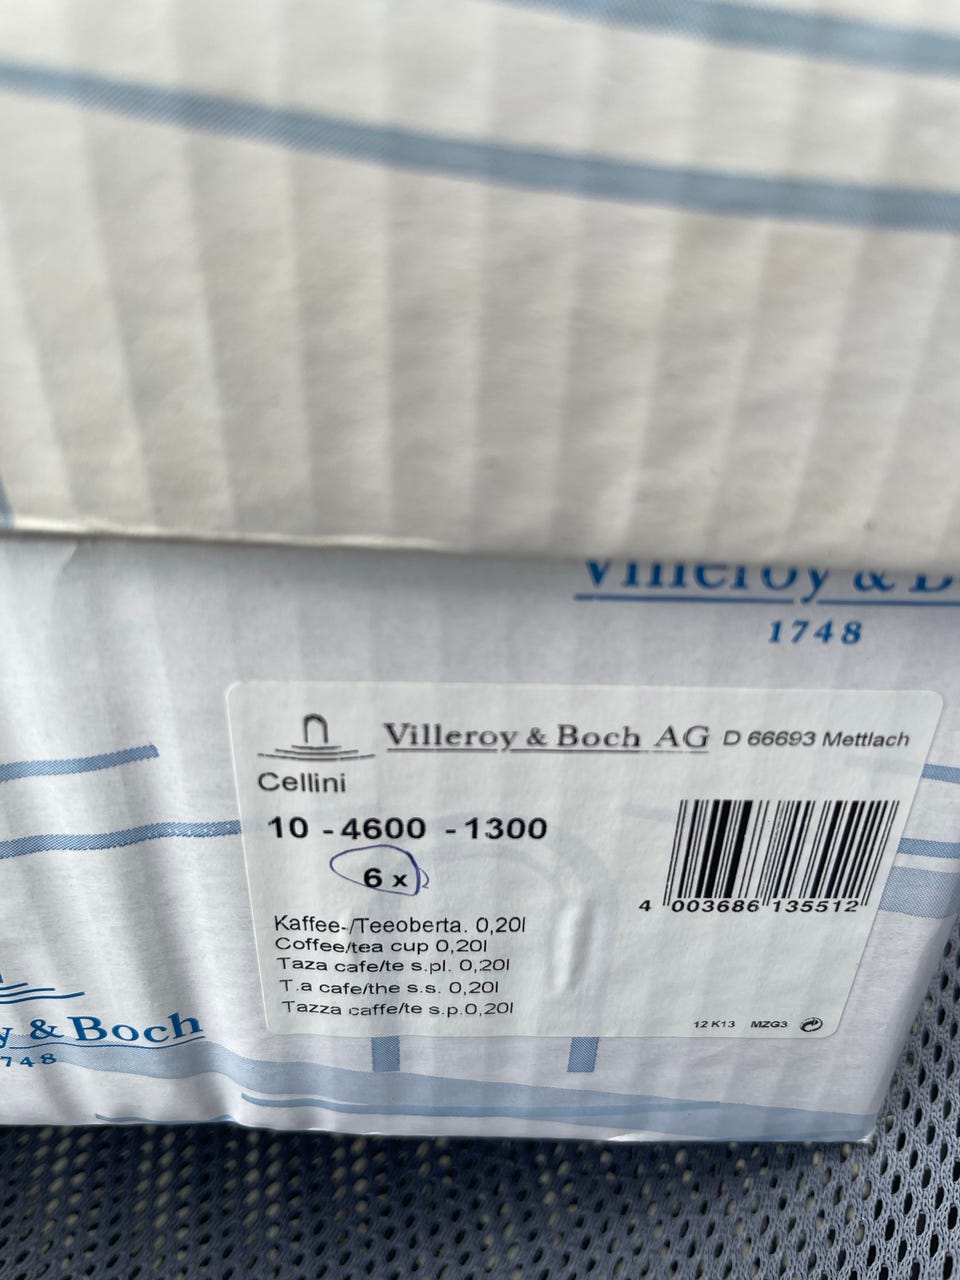 Villeroy & B
1748
Villeroy & Boch AG D 66693 Mettlach
Cellini
10 - 4600 - 1300
6 x
4 003686 135512
Kaffee-/Teeoberta. 0,20l
Coffee/tea cup 0,20l
Taza cafe/te s.pl. 0,20l
T.a cafe/the s.s. 0,20l
Tazza caffe/te s.p.0,20l
12 K13 MZG3
y & Boch
748